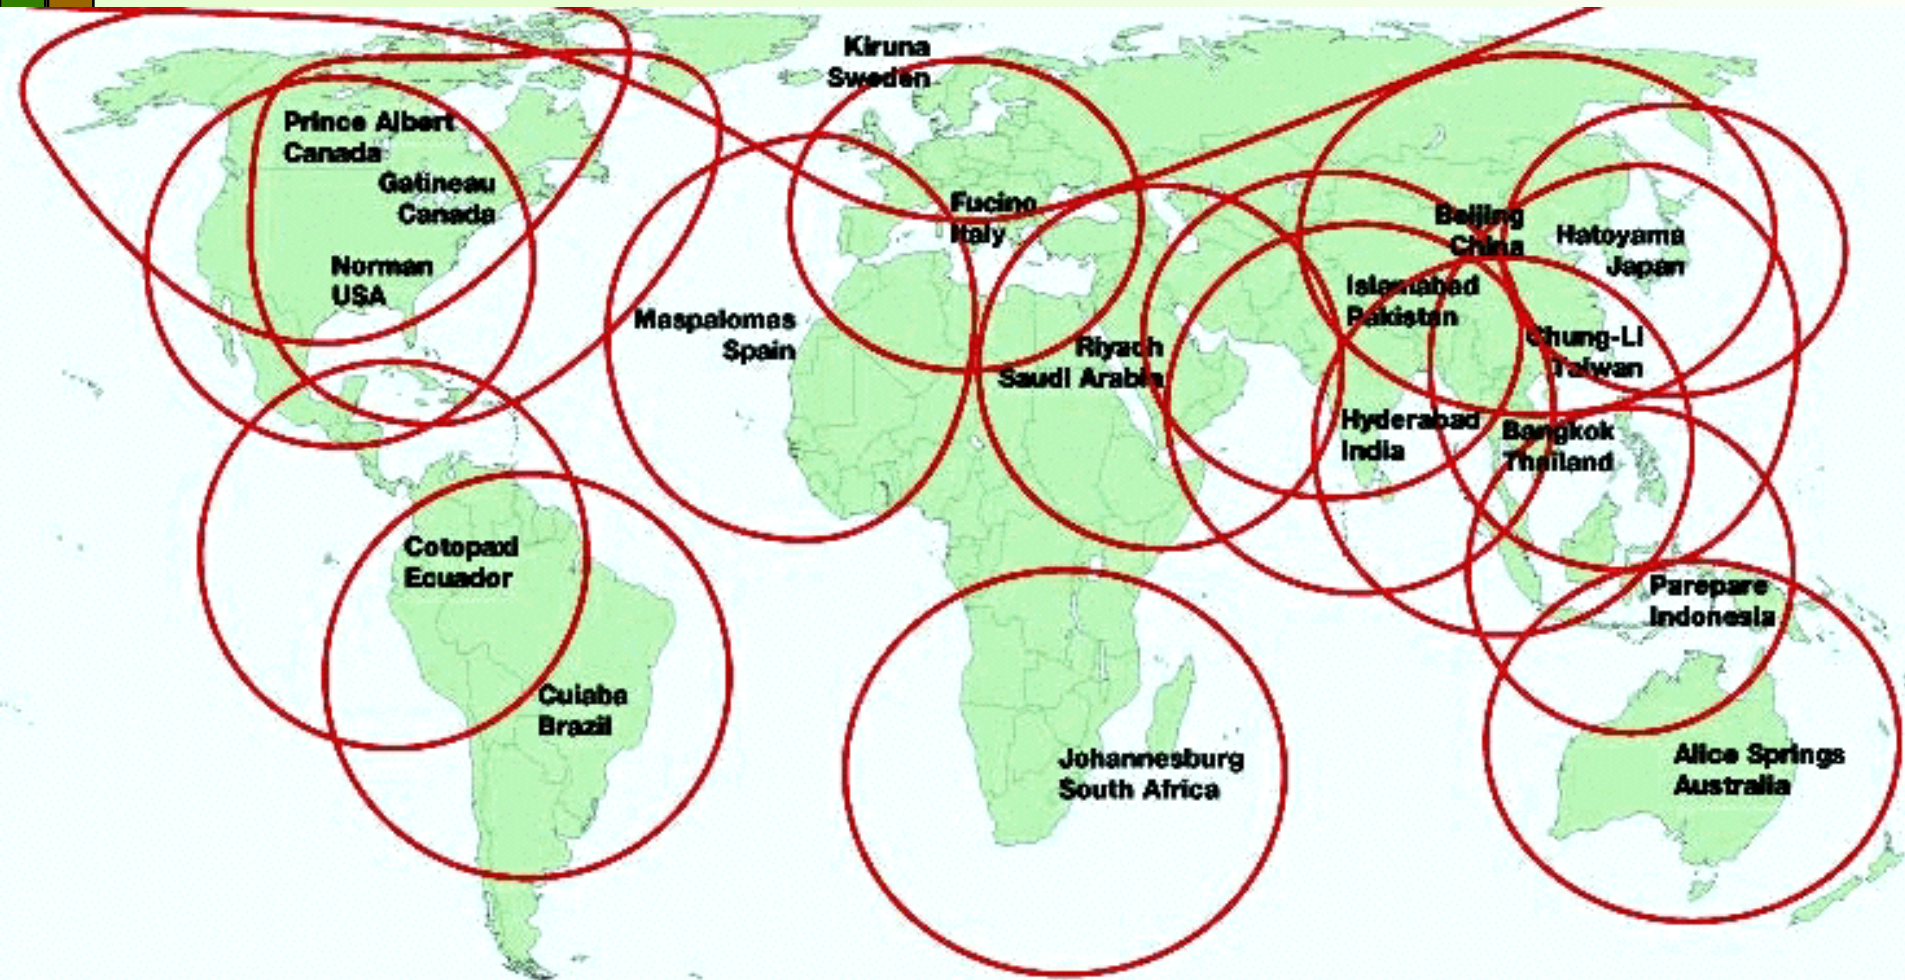 Kiruna
Sweden
Prince Albert
Canada
Gatineau
Canada
Norman
USA
Fucino
Italy
Maspalomas
Spain
Riyadh
Saudi Arabia
Beijing
China
Hatoyama
Japan
Islamabad
Pakistan
Chung-Li
Taiwan
Hyderabad
India
Bangkok
Thailand
Cotopaxi
Ecuador
Cuiaba
Brazil
Parepare
Indonesia
Johannesburg
South Africa
Alice Springs
Australia